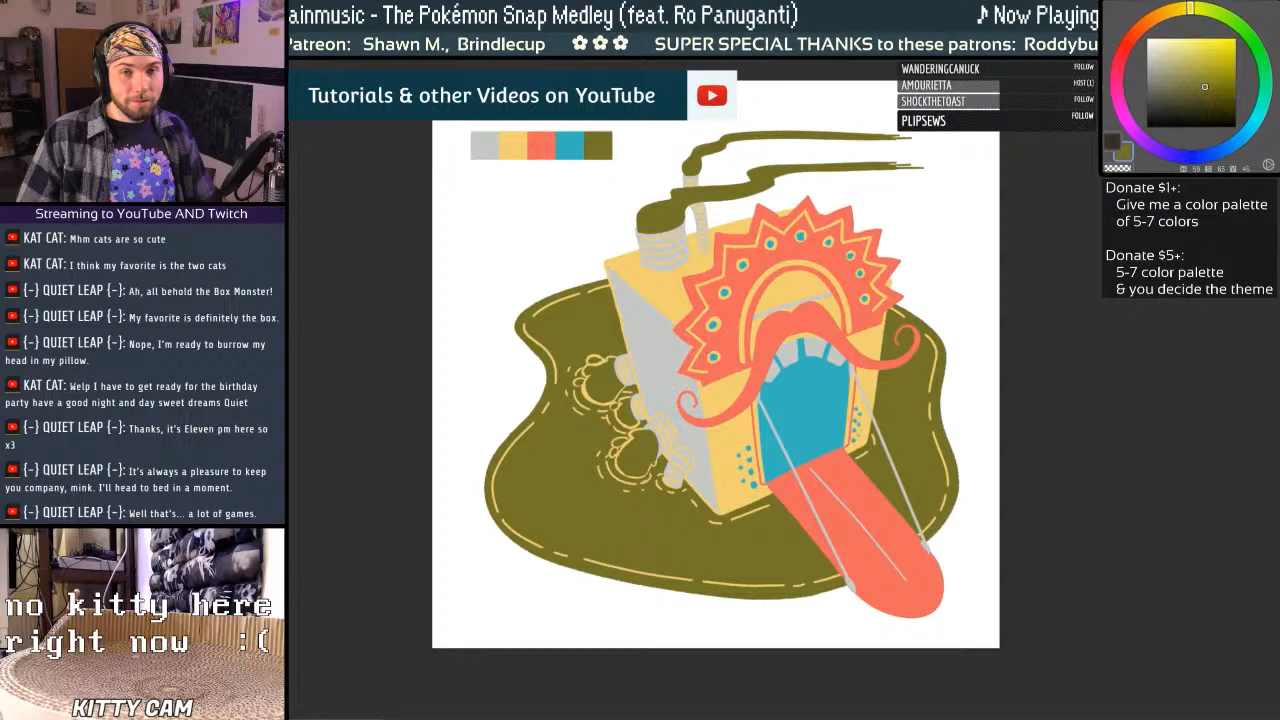 ainmusic - The Pokémon Snap Medley (feat. Ro Panuganti)
♪ Now Playing
Patreon: Shawn M., Brindlecup ✿ ✿ ✿ SUPER SPECIAL THANKS to these patrons: Roddybu
Tutorials & other Videos on YouTube
WANDERINGCANUCK FOLLOW
AMOURIETTA HOST(1)
SHOCKTHETOAST FOLLOW
PLIPSEWS FOLLOW
H 59 S 65 V 45
Donate $1+:
Give me a color palette
of 5-7 colors
Donate $5+:
5-7 color palette
& you decide the theme
Streaming to YouTube AND Twitch
KAT CAT: Mhm cats are so cute
KAT CAT: I think my favorite is the two cats
{-} QUIET LEAP {-}: Ah, all behold the Box Monster!
{-} QUIET LEAP {-}: My favorite is definitely the box.
{-} QUIET LEAP {-}: Nope, I'm ready to burrow my
head in my pillow.
KAT CAT: Welp I have to get ready for the birthday
party have a good night and day sweet dreams Quiet
{-} QUIET LEAP {-}: Thanks, it's Eleven pm here so
x3
{-} QUIET LEAP {-}: It's always a pleasure to keep
you company, mink. I'll head to bed in a moment.
{-} QUIET LEAP {-}: Well that's... a lot of games.
no kitty here
right now :(
KITTY CAM